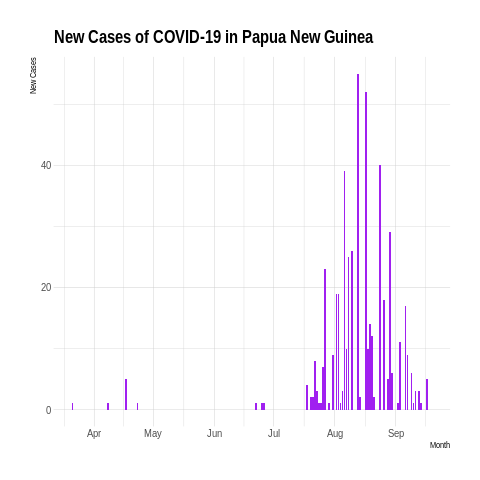 New Cases of COVID-19 in Papua New Guinea
New Cases
40
20
0
Apr May Jun Jul Aug Sep
Month